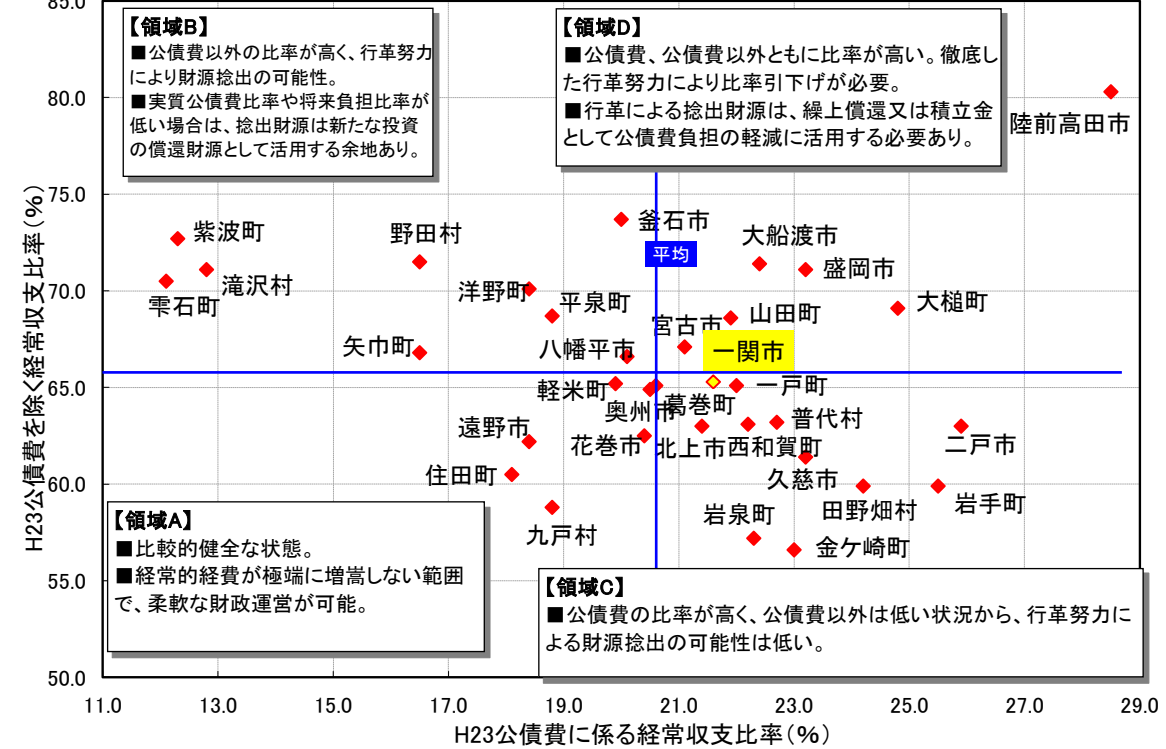 85.0
【領域B】
■公債費以外の比率が高く、行革努力
により財源捻出の可能性。
■実質公債費比率や将来負担比率が
低い場合は、捻出財源は新たな投資
の償還財源として活用する余地あり。
【領域D】
■公債費、公債費以外ともに比率が高い。徹底し
た行革努力により比率引下げが必要。
■行革による捻出財源は、繰上償還又は積立金
として公債費負担の軽減に活用する必要あり。
80.0
陸前高田市
75.0
紫波町
野田村
釜石市
大船渡市
平均
盛岡市
滝沢村
雫石町
70.0
洋野町
平泉町
大槌町
山田町
宮古市
矢巾町
八幡平市
一関市
65.0
軽米町
一戸町
奥州市
葛巻町
普代村
遠野市
花巻市
北上市
西和賀町
二戸市
住田町
久慈市
60.0
田野畑村
岩手町
九戸村
岩泉町
金ケ崎町
【領域A】
■比較的健全な状態。
■経常的経費が極端に増嵩しない範囲
で、柔軟な財政運営が可能。
55.0
【領域C】
■公債費の比率が高く、公債費以外は低い状況から、行革努力に
よる財源捻出の可能性は低い。
50.0
11.0 13.0 15.0 17.0 19.0 21.0 23.0 25.0 27.0 29.0
H23公債費に係る経常収支比率(%)
H23公債費を除く経常収支比率(%)